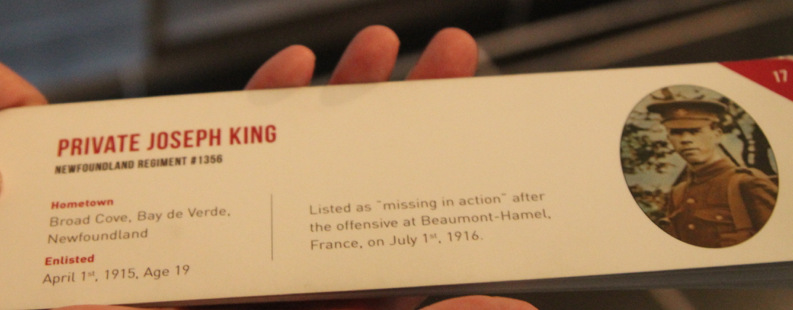 17
PRIVATE JOSEPH KING
NEWFOUNDLAND REGIMENT #1356
Hometown
Broad Cove, Bay de Verde,
Newfoundland
Enlisted
April 1st, 1915, Age 19
Listed as "missing in action" after
the offensive at Beaumont-Hamel,
France, on July 1st, 1916.